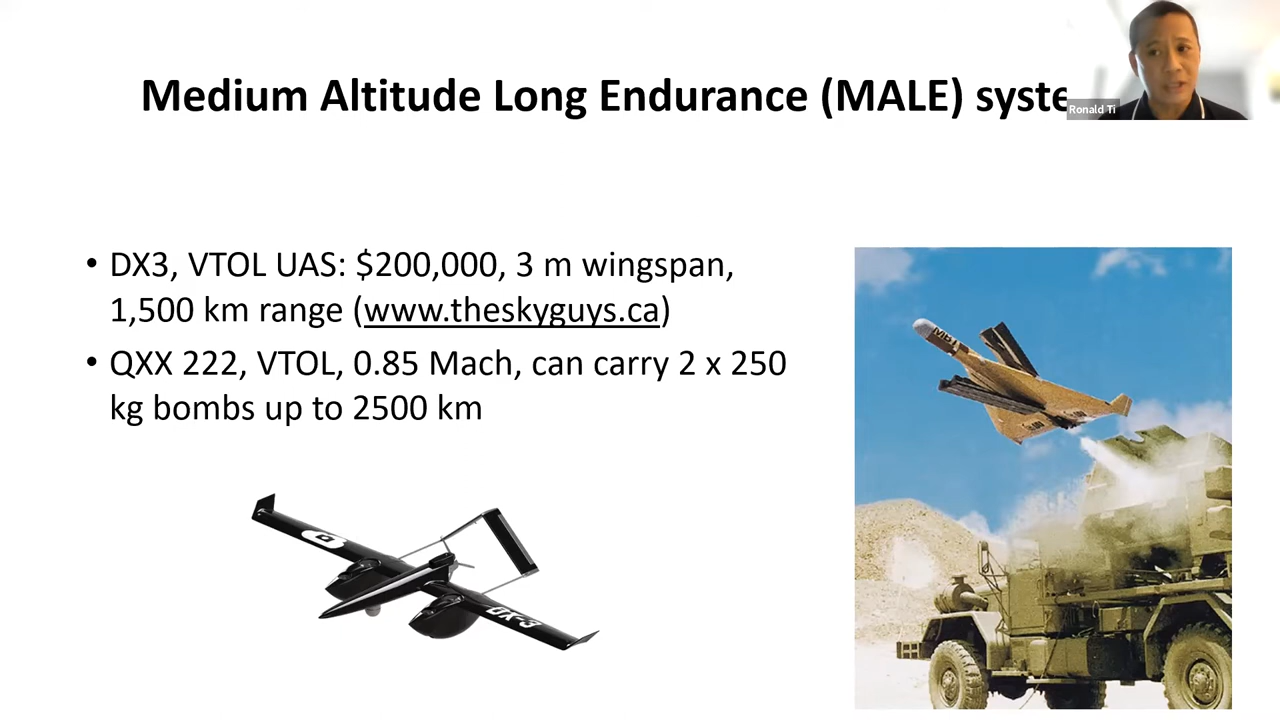 Medium Altitude Long Endurance (MALE) syste
Ronald Ti
• DX3, VTOL UAS: $200,000, 3 m wingspan,
1,500 km range (www.theskyguys.ca)
• QXX 222, VTOL, 0.85 Mach, can carry 2 x 250
kg bombs up to 2500 km
DX-3